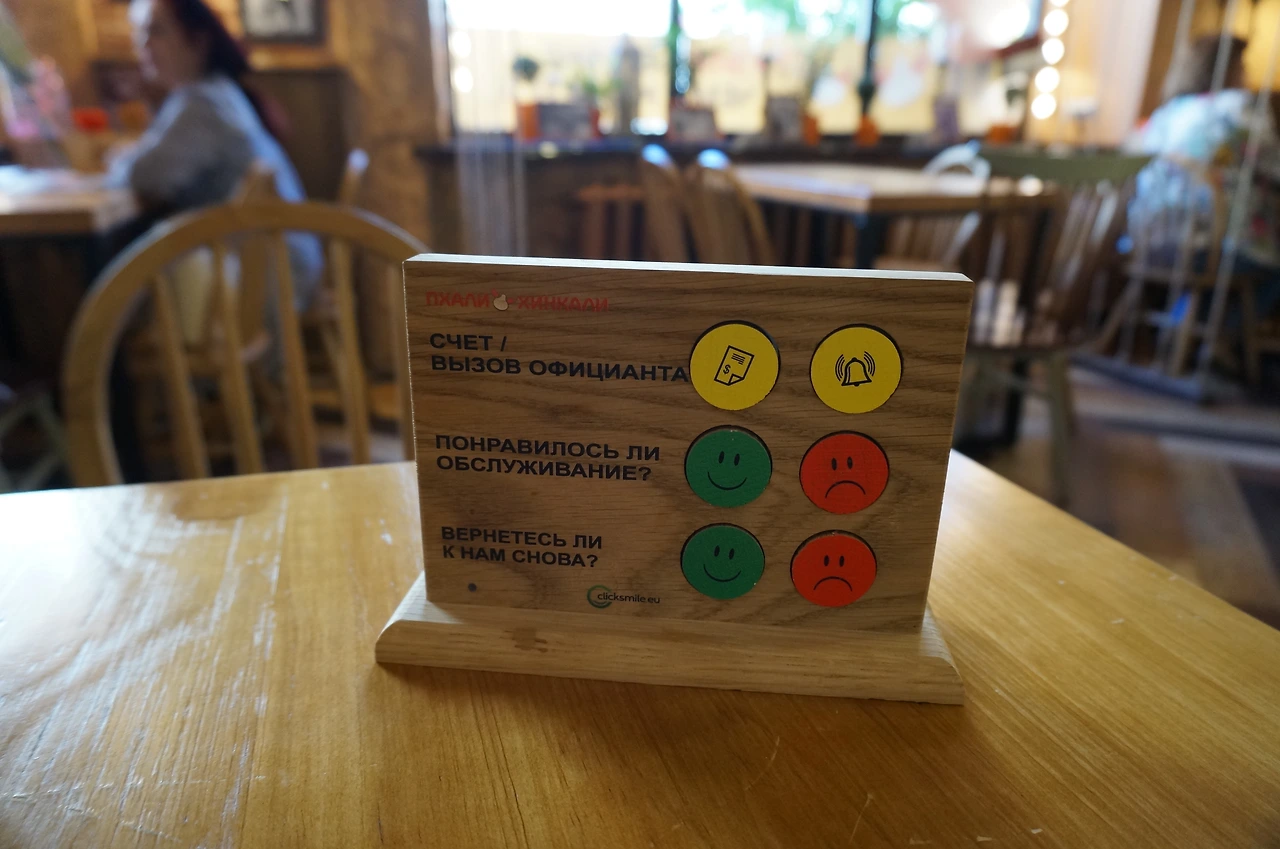 ПХАЛИ ХИНКАЛИ
СЧЕТ /
ВЫЗОВ ОФИЦИАНТА
$
ПОНРАВИЛОСЬ ЛИ
ОБСЛУЖИВАНИЕ?
ВЕРНЕТЕСЬ ЛИ
К НАМ СНОВА?
clicksmile.eu